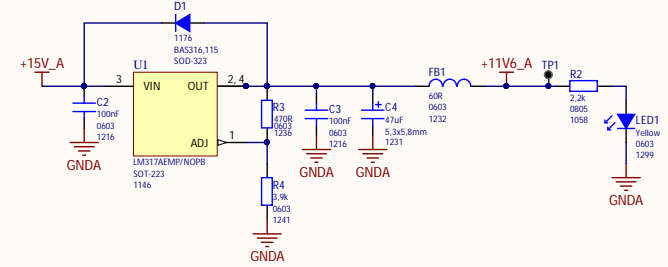 D1
1176
BAS316,115
SOD-323
+15V_A
U1
3
VIN
OUT
2, 4
ADJ
1
LM317AEMP/NOPB
SOT-223
1146
C2
100nF
0603
1216
GNDA
R3
470R
0603
1236
R4
3,9k
0603
1241
GNDA
C3
100nF
0603
1216
GNDA
C4
47uF
5,3x5,8mm
1231
GNDA
FB1
60R
0603
1232
+11V6_A
TP1
R2
2,2k
0805
1058
LED1
Yellow
0603
1299
GNDA